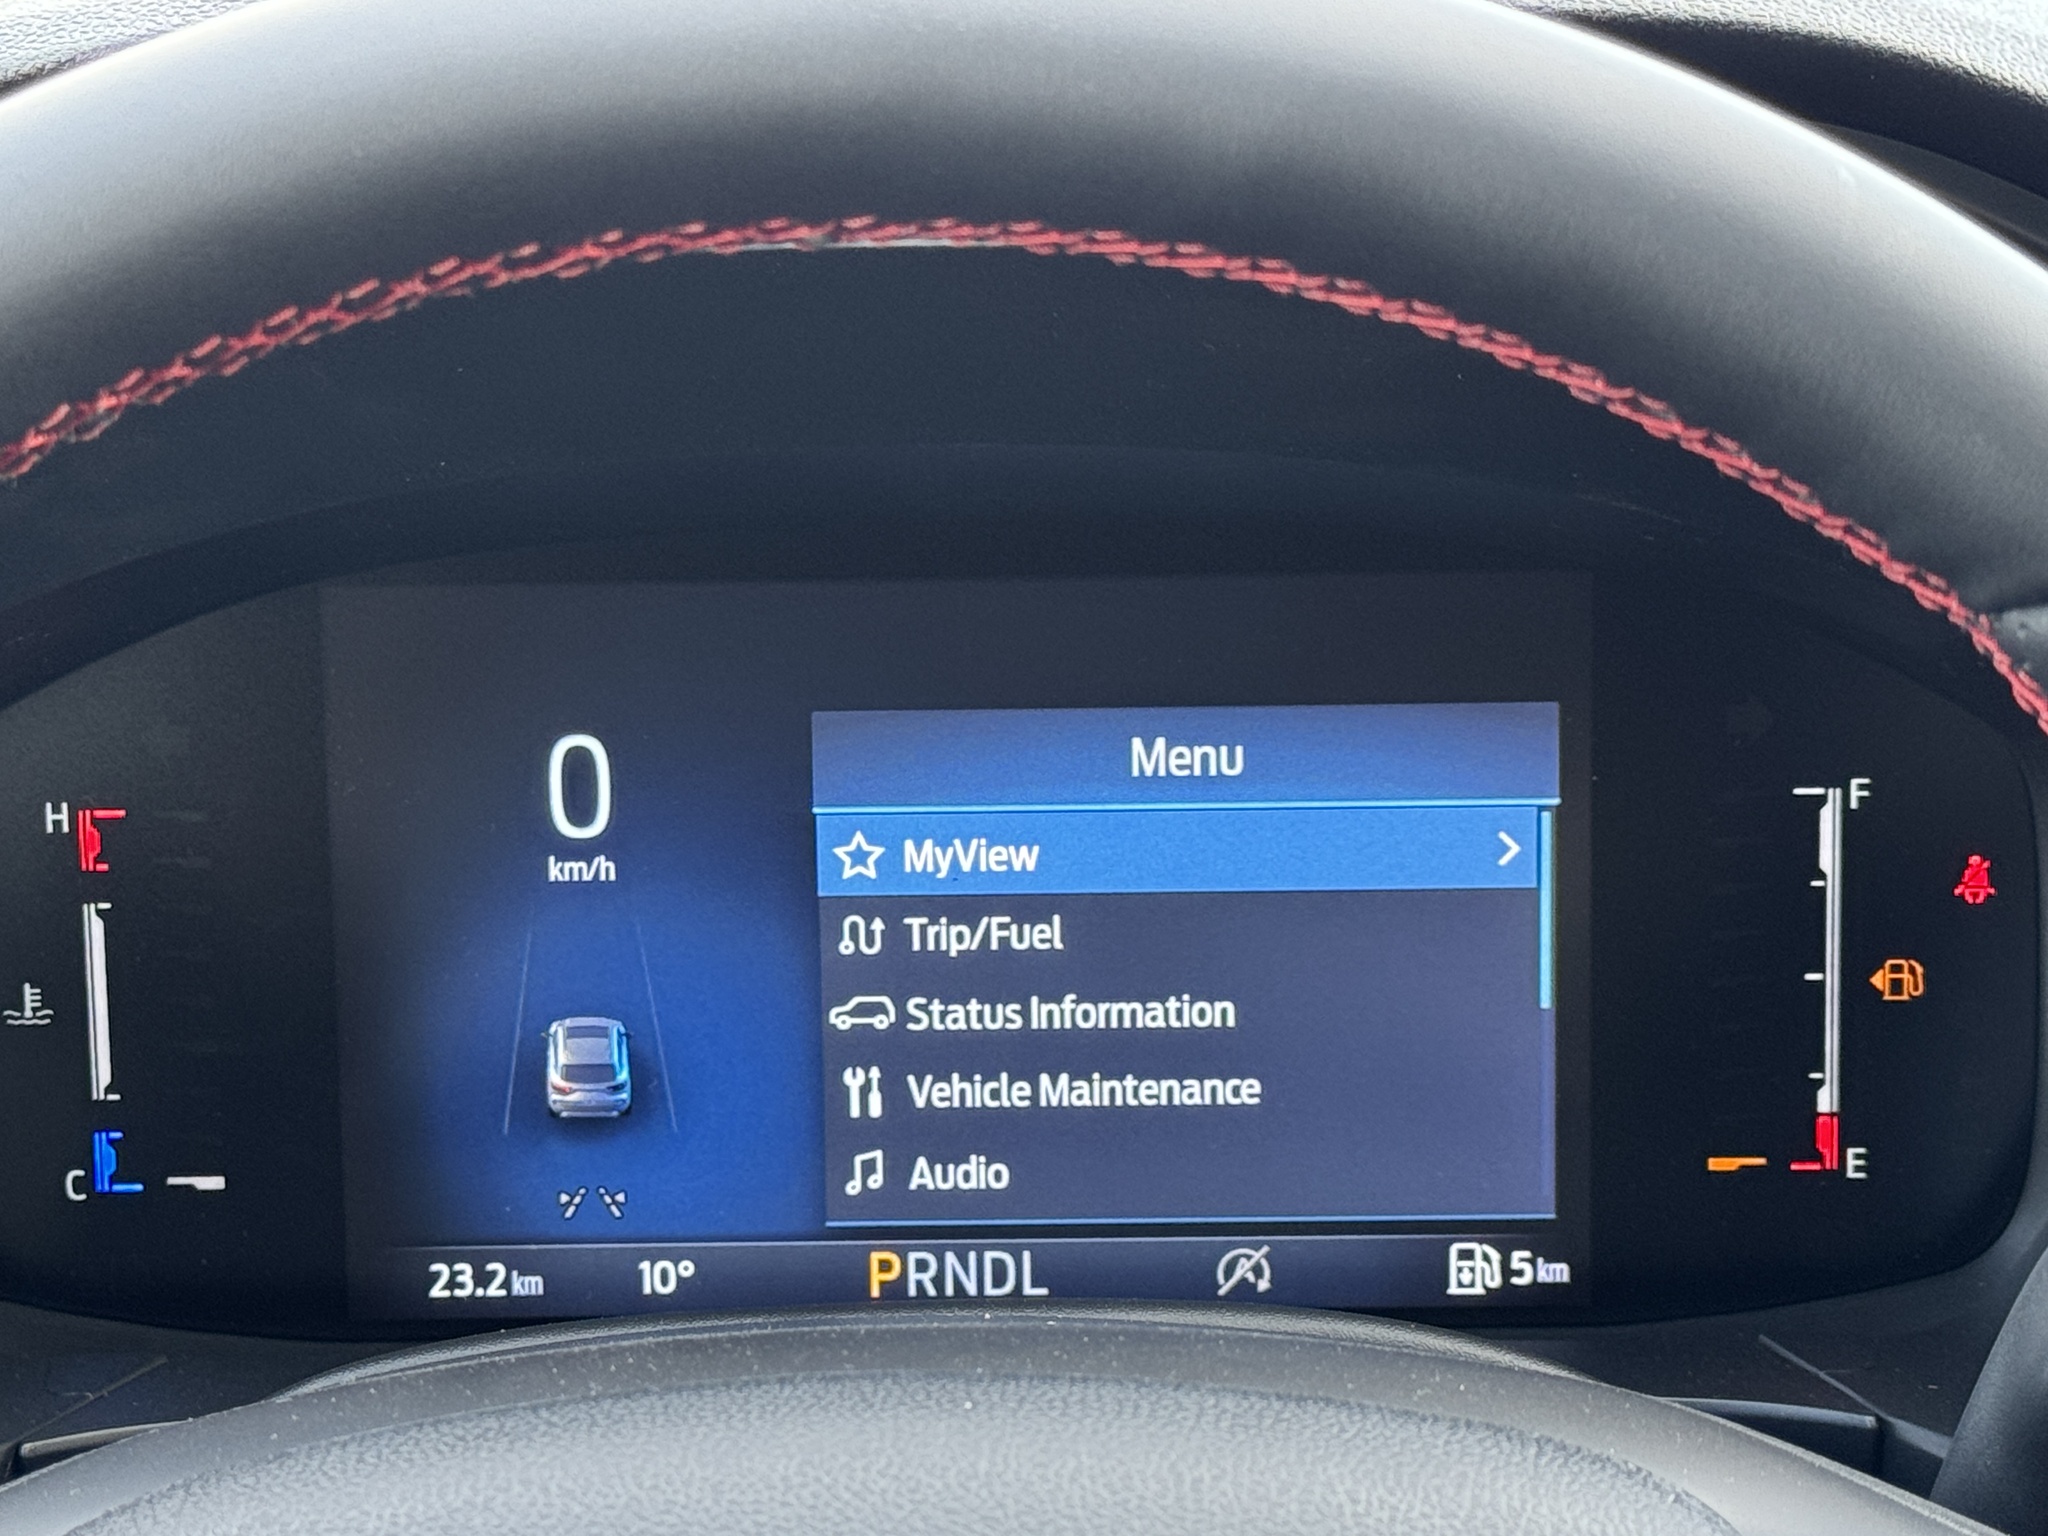 0
km/h
Menu
MyView
Trip/Fuel
Status Information
Vehicle Maintenance
Audio
H
C
F
E
23.2 km
10°
PRNDL
5 km